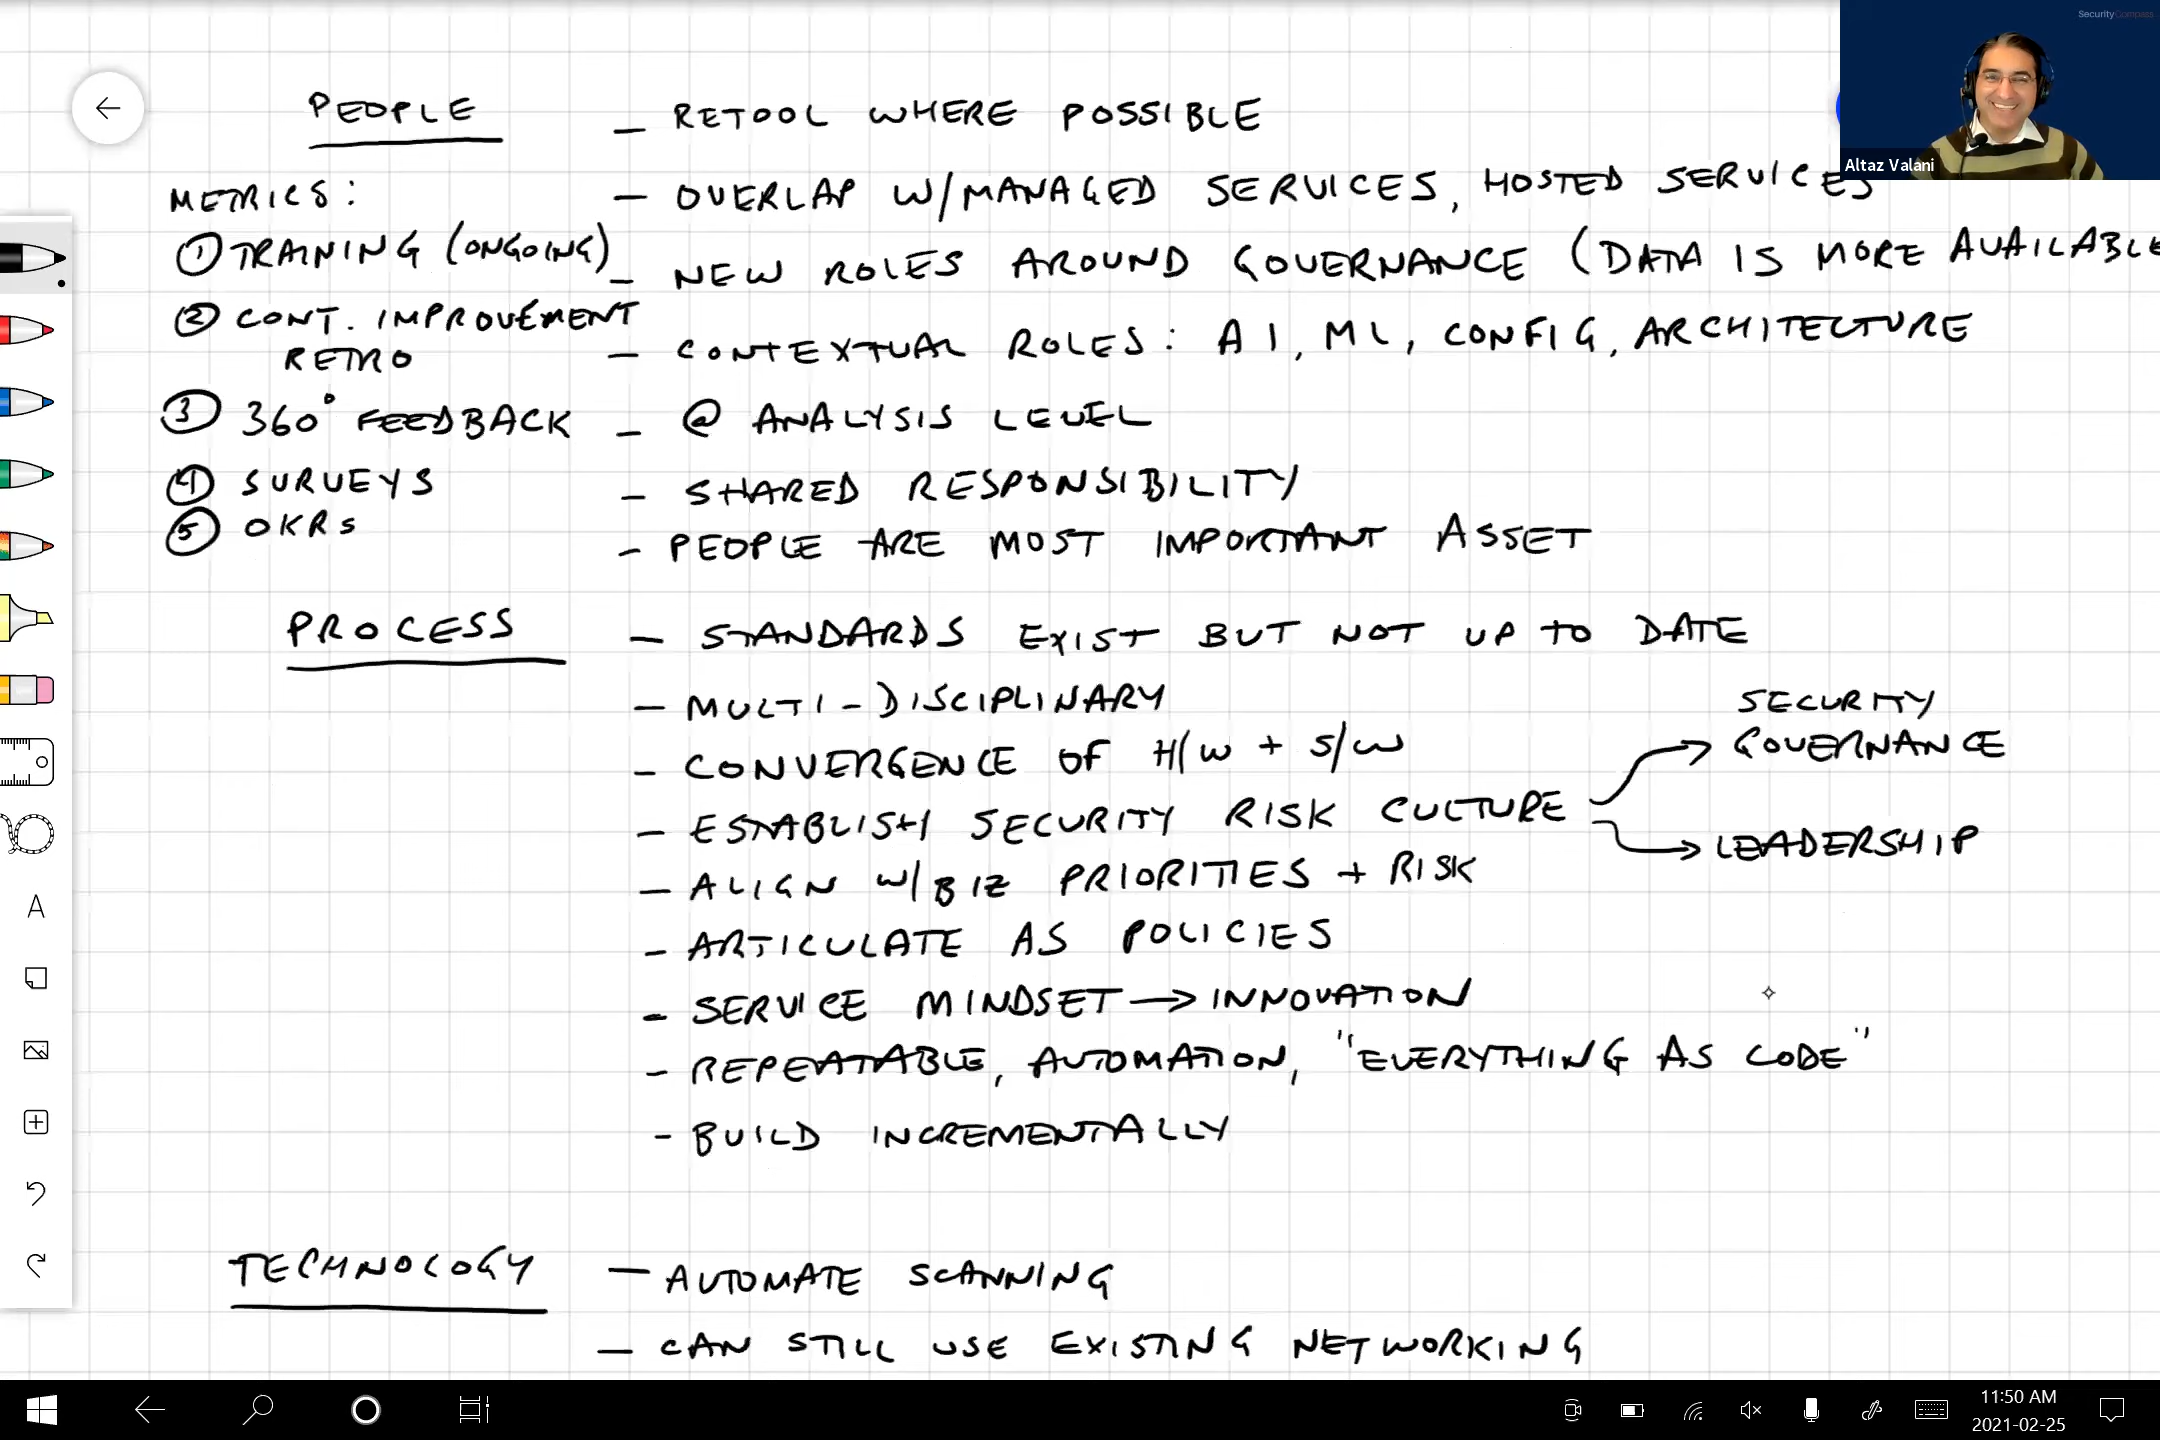 SecurityCompass
Altaz Valani
PEOPLE
METRICS:
① TRAINING (ONGOING)
② CONT. IMPROVEMENT
RETRO
③ 360° FEEDBACK
④ SURVEYS
⑤ OKRs
– RETOOL WHERE POSSIBLE
– OVERLAP W/MANAGED SERVICES, HOSTED SERVICES
– NEW ROLES AROUND GOVERNANCE (DATA IS MORE AVAILABLE
– CONTEXTUAL ROLES: AI, ML, CONFIG, ARCHITECTURE
– @ ANALYSIS LEVEL
– SHARED RESPONSIBILITY
– PEOPLE ARE MOST IMPORTANT ASSET
PROCESS
– STANDARDS EXIST BUT NOT UP TO DATE
– MULTI-DISCIPLINARY
– CONVERGENCE OF H/W + S/W
– ESTABLISH SECURITY RISK CULTURE
→ SECURITY
GOVERNANCE
→ LEADERSHIP
– ALIGN W/BIZ PRIORITIES + RISK
– ARTICULATE AS POLICIES
– SERVICE MINDSET → INNOVATION
– REPEATABLE, AUTOMATION, "EVERYTHING AS CODE"
– BUILD INCREMENTALLY
TECHNOLOGY
– AUTOMATE SCANNING
– CAN STILL USE EXISTING NETWORKING
A
11:50 AM
2021-02-25